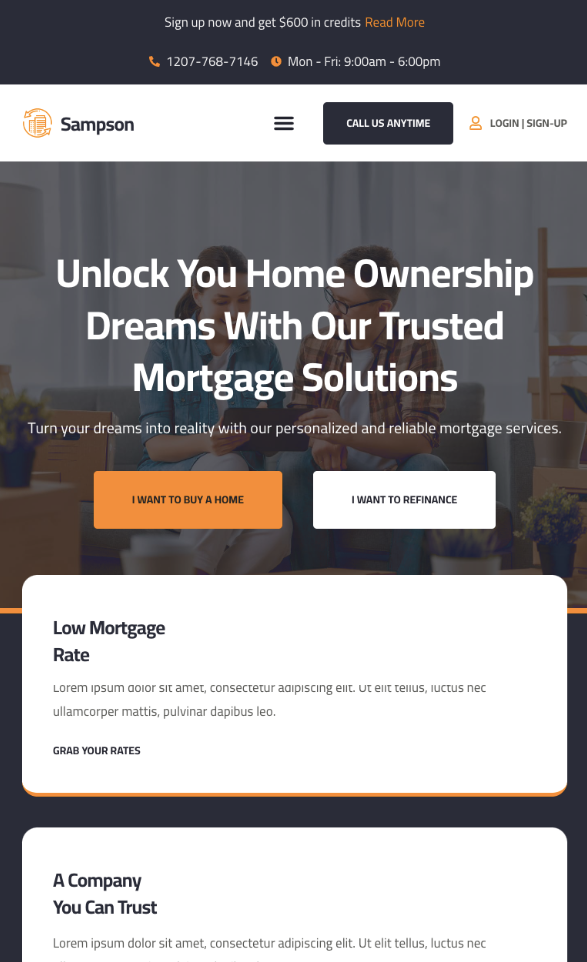 Sign up now and get $600 in credits Read More
1207-768-7146 Mon - Fri: 9:00am - 6:00pm
Sampson
CALL US ANYTIME
LOGIN | SIGN-UP
Unlock You Home Ownership
Dreams With Our Trusted
Mortgage Solutions
Turn your dreams into reality with our personalized and reliable mortgage services.
I WANT TO BUY A HOME
I WANT TO REFINANCE
Low Mortgage
Rate
Lorem ipsum dolor sit amet, consectetur adipiscing elit. Ut elit tellus, luctus nec
ullamcorper mattis, pulvinar dapibus leo.
GRAB YOUR RATES
A Company
You Can Trust
Lorem ipsum dolor sit amet, consectetur adipiscing elit. Ut elit tellus, luctus nec